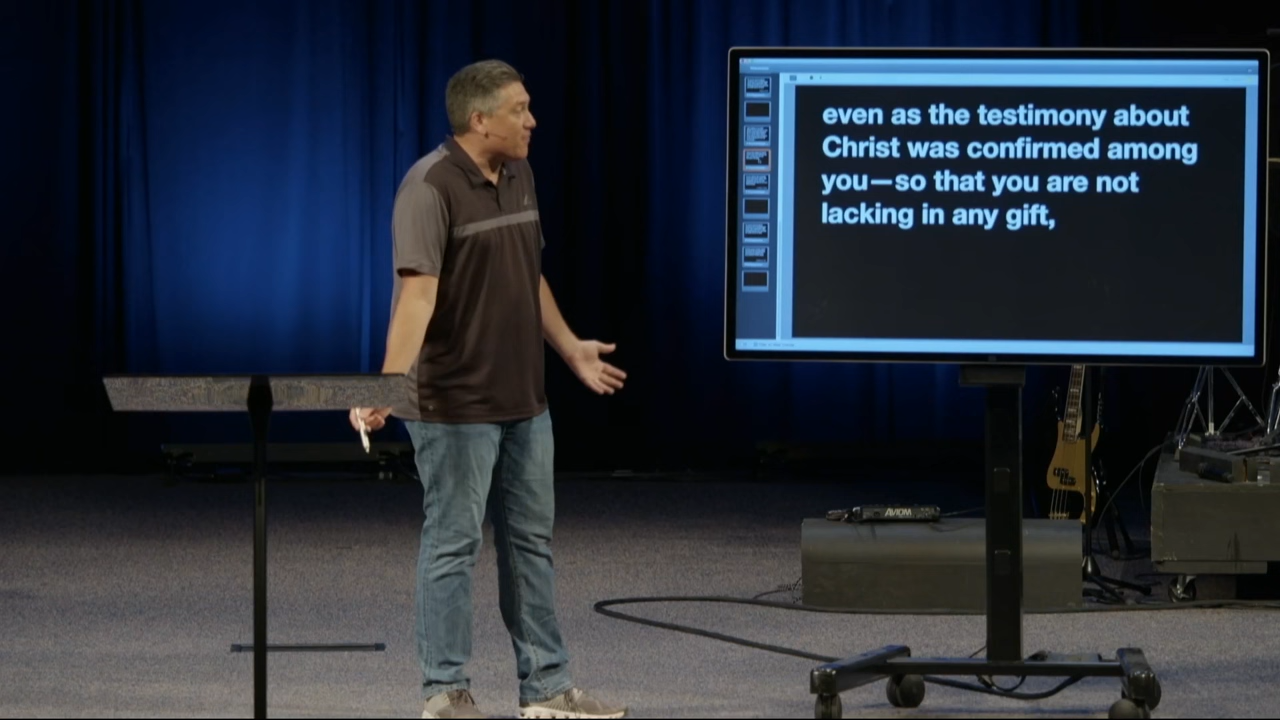 even as the testimony about
Christ was confirmed among
you—so that you are not
lacking in any gift,
AVIOM